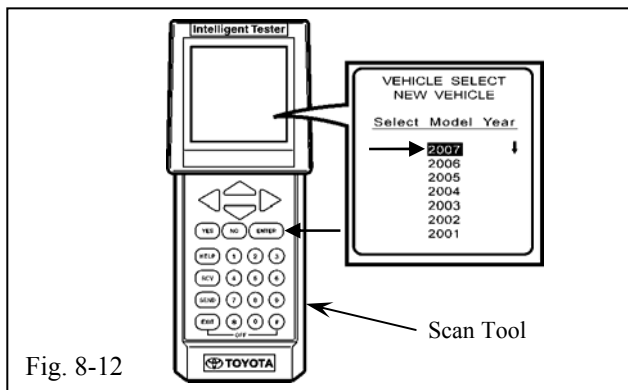 Intelligent Tester
VEHICLE SELECT
NEW VEHICLE
Select Model Year
2007
2006
2005
2004
2003
2002
2001
YES NO ENTER
HELP 1 2 3
RCV 4 5 6
SEND 7 8 9
EXIT * 0 #
OFF
TOYOTA
Scan Tool
Fig. 8-12